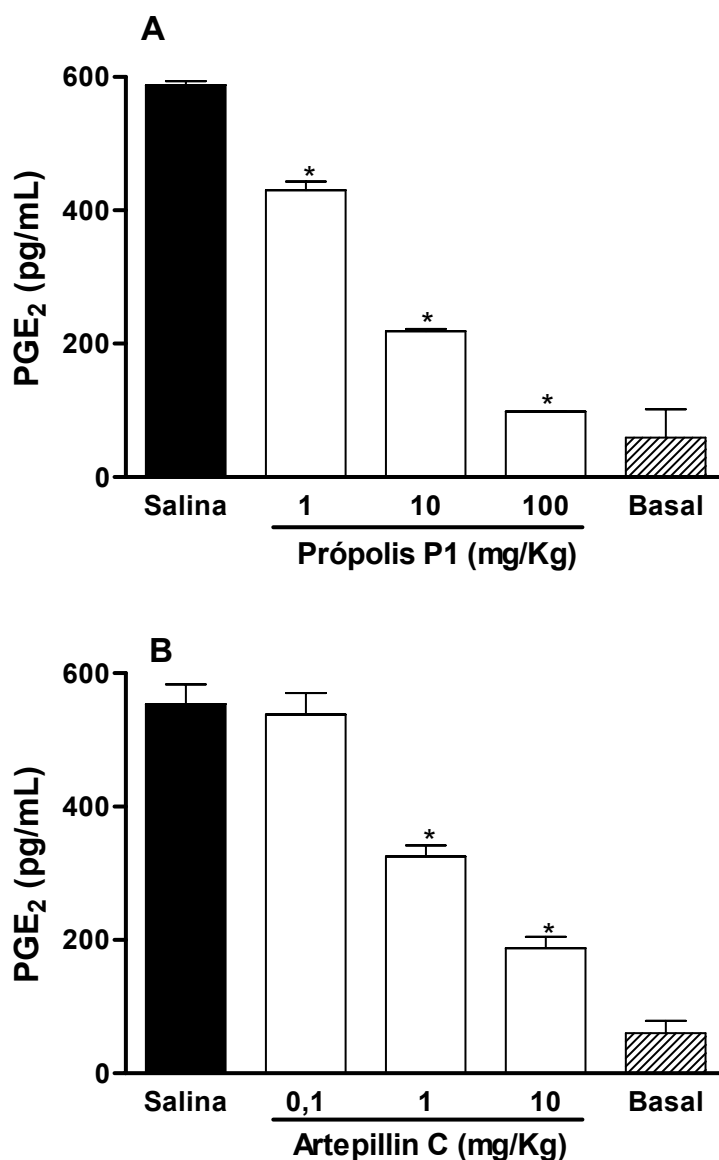 A
600
400
200
0
PGE₂ (pg/mL)
*
*
*
Salina 1 10 100 Basal
Própolis P1 (mg/Kg)
B
600
400
200
0
PGE₂ (pg/mL)
*
*
Salina 0,1 1 10 Basal
Artepillin C (mg/Kg)